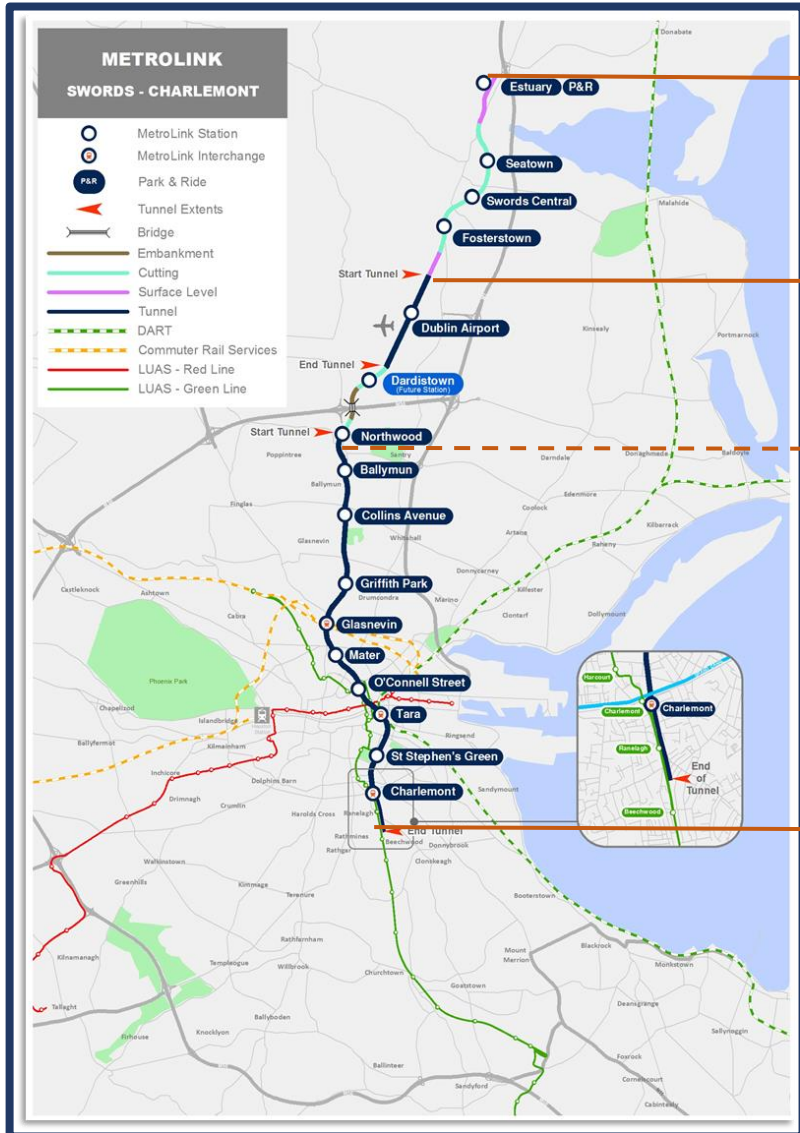 METROLINK
SWORDS - CHARLEMONT
MetroLink Station
MetroLink Interchange
P&R
Park & Ride
Tunnel Extents
Bridge
Embankment
Cutting
Surface Level
Tunnel
DART
Commuter Rail Services
LUAS - Red Line
LUAS - Green Line
Donabate
Estuary
P&R
Seatown
Swords Central
Malahide
Fosterstown
Start Tunnel
Dublin Airport
Kinsealy
Portmarnock
End Tunnel
Dardistown
(Future Station)
Start Tunnel
Northwood
Poppintree
Santry
Darndale
Donaghmede
Baldoyle
Ballymun
Ballymun
Edenmore
Finglas
Coolock
Collins Avenue
Kilbarrack
Glasnevin
Whitehall
Artane
Raheny
Donnycarney
Castleknock
Ashtown
Griffith Park
Killester
Drumcondra
Marino
Clontarf
Dollymount
Cabra
Glasnevin
Mater
Phoenix Park
O'Connell Street
Chapelizod
Islandbridge
Tara
Ringsend
Ballyfermot
Kilmainham
St Stephen's Green
Inchicore
Dolphins Barn
Sandymount
Drimnagh
Crumlin
Charlemont
Harolds Cross
Ranelagh
Rathmines
End Tunnel
Beechwood
Donnybrook
Rathgar
Clonskeagh
Harcourt
Charlemont
Charlemont
Ranelagh
End
of
Tunnel
Beechwood
Walkinstown
Greenhills
Kimmage
Terenure
Booterstown
Rathfarnham
Mount
Merrion
Blackrock
Monkstown
Kilnamanagh
Templeogue
Willbrook
Churchtown
Goatstown
Tallaght
Deansgrange
Ballyboden
Sallynoggin
Firhouse
Knocklyon
Foxrock
Ballinteer
Cornelscourt
Sandyford
Cabinteely